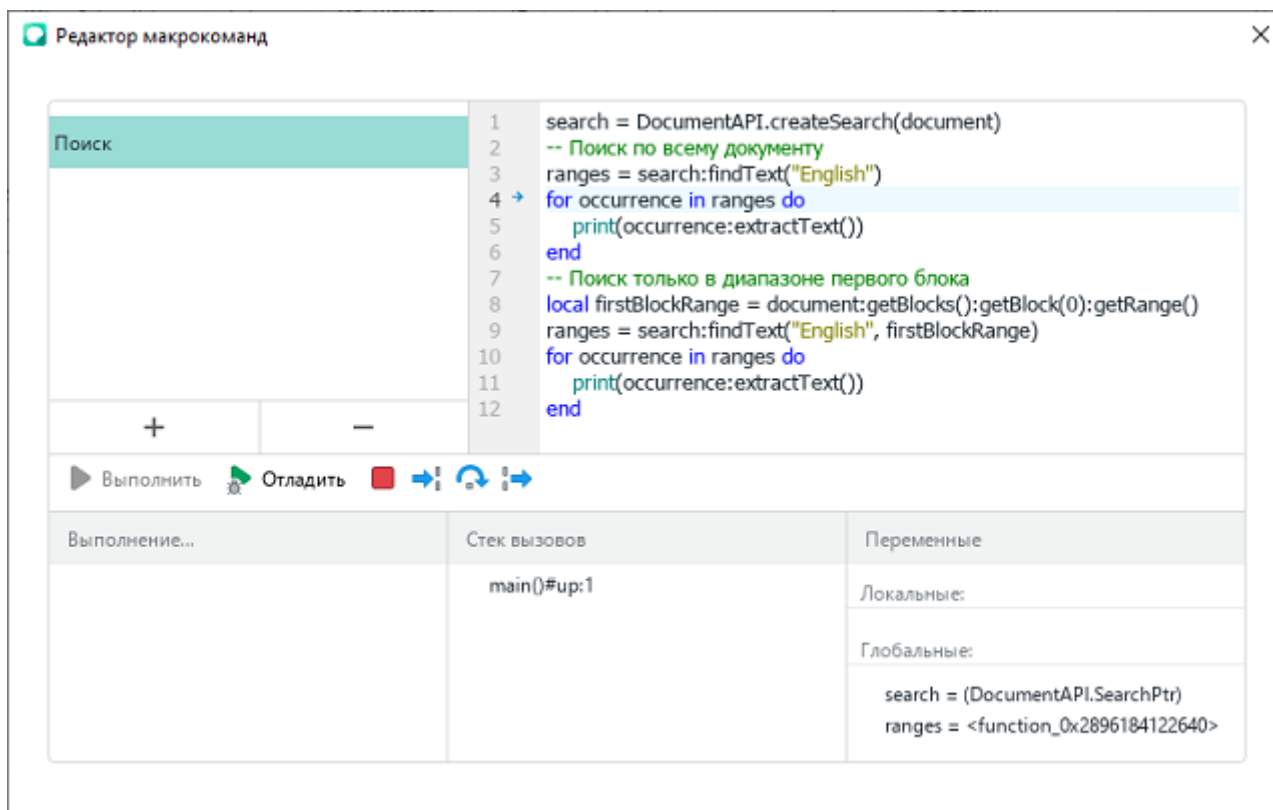 Редактор макрокоманд
Поиск
1 search = DocumentAPI.createSearch(document)
2 -- Поиск по всему документу
3 ranges = search:findText("English")
4 for occurrence in ranges do
5 print(occurrence:extractText())
6 end
7 -- Поиск только в диапазоне первого блока
8 local firstBlockRange = document:getBlocks():getBlock(0):getRange()
9 ranges = search:findText("English", firstBlockRange)
10 for occurrence in ranges do
11 print(occurrence:extractText())
12 end
Выполнить Отладить
Выполнение... Стек вызовов Переменные
main()#up:1
Локальные:
Глобальные:
search = (DocumentAPI.SearchPtr)
ranges = <function_0x2896184122640>